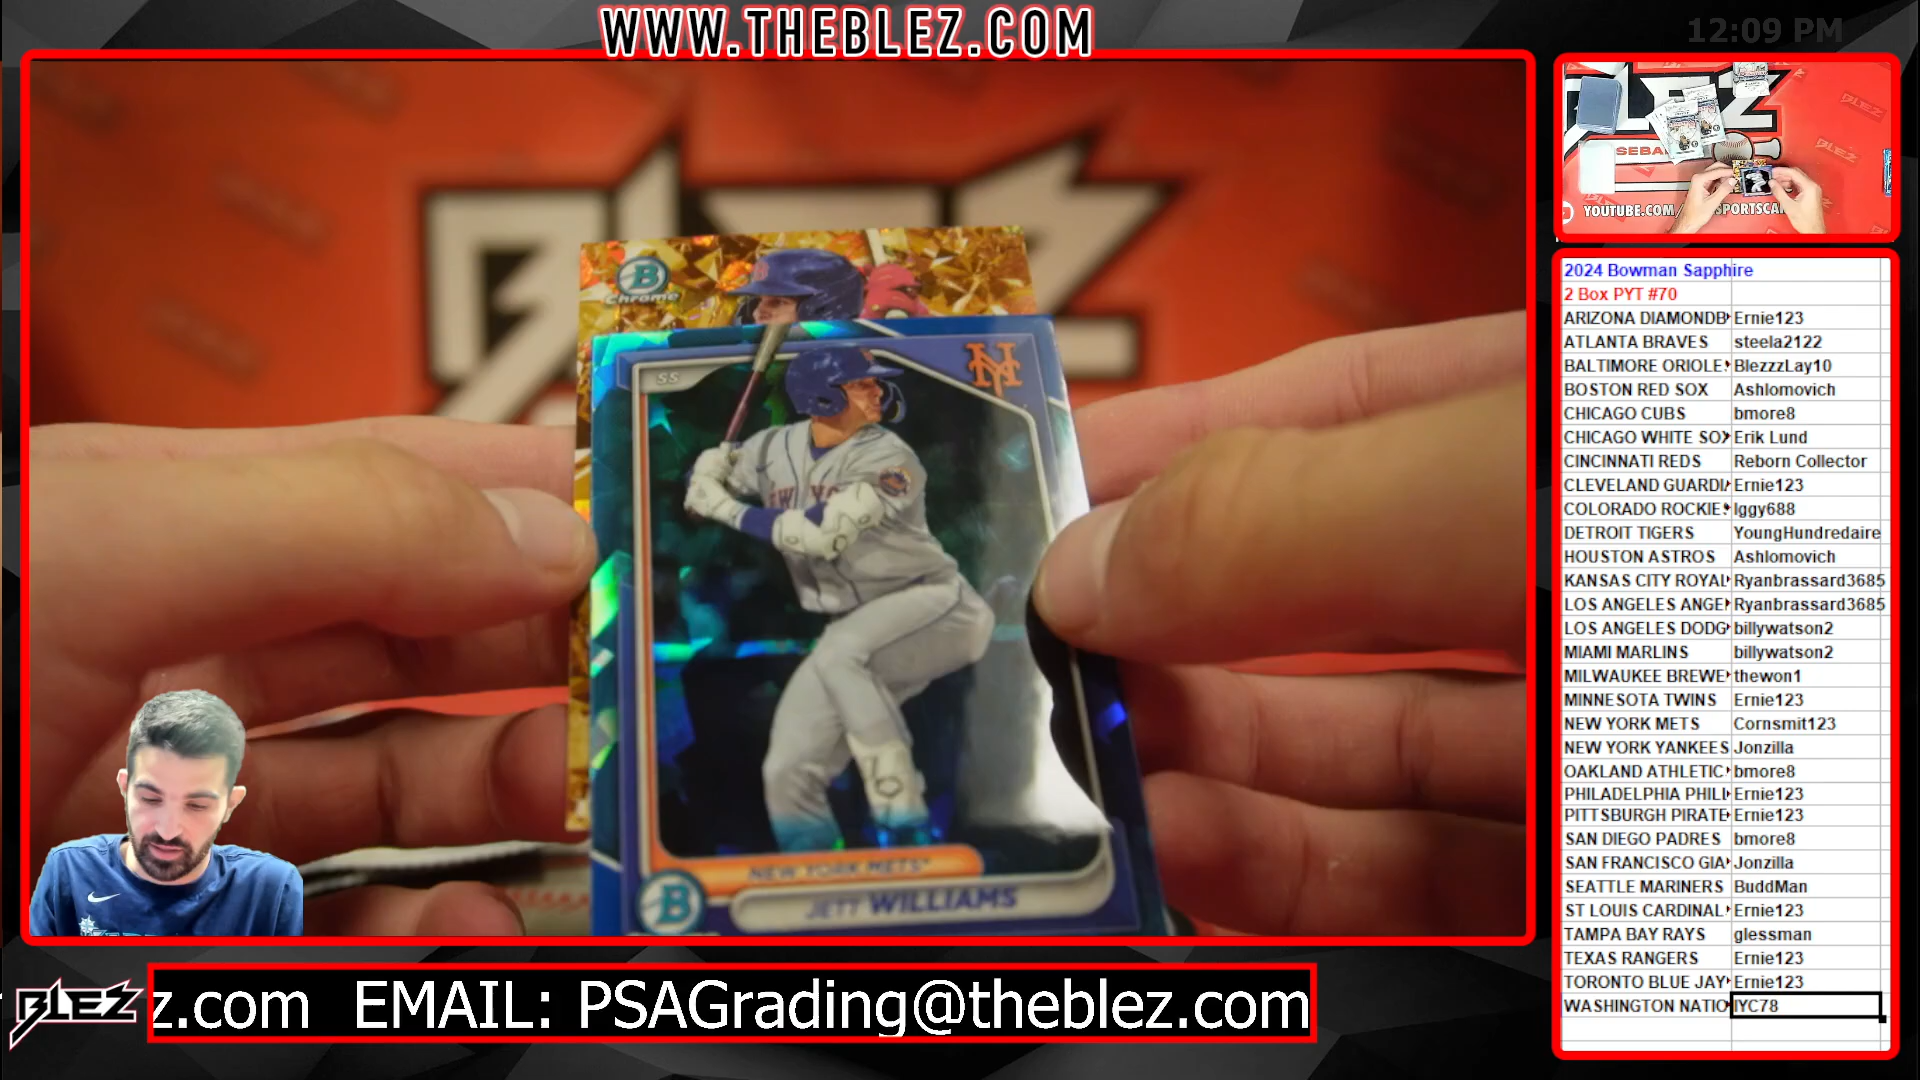 WWW.THEBLEZ.COM
12:09 PM
BLEZ
B
Chrome
SS
NY
NEW YORK METS
JETT WILLIAMS
B
BLEZ
YOUTUBE.COM/
SPORTSCA
2024 Bowman Sapphire
2 Box PYT #70
ARIZONA DIAMONDB Ernie123
ATLANTA BRAVES steela2122
BALTIMORE ORIOLE BlezzzLay10
BOSTON RED SOX Ashlomovich
CHICAGO CUBS bmore8
CHICAGO WHITE SOX Erik Lund
CINCINNATI REDS Reborn Collector
CLEVELAND GUARDI Ernie123
COLORADO ROCKIE Iggy688
DETROIT TIGERS YoungHundredaire
HOUSTON ASTROS Ashlomovich
KANSAS CITY ROYAL Ryanbrassard3685
LOS ANGELES ANGE Ryanbrassard3685
LOS ANGELES DODG billywatson2
MIAMI MARLINS billywatson2
MILWAUKEE BREWE thewon1
MINNESOTA TWINS Ernie123
NEW YORK METS Cornsmit123
NEW YORK YANKEES Jonzilla
OAKLAND ATHLETIC bmore8
PHILADELPHIA PHILL Ernie123
PITTSBURGH PIRATE Ernie123
SAN DIEGO PADRES bmore8
SAN FRANCISCO GIA Jonzilla
SEATTLE MARINERS BuddMan
ST LOUIS CARDINAL Ernie123
TAMPA BAY RAYS glessman
TEXAS RANGERS Ernie123
TORONTO BLUE JAY Ernie123
WASHINGTON NATIO IYC78
BLEZ
z.com EMAIL: PSAGrading@theblez.com